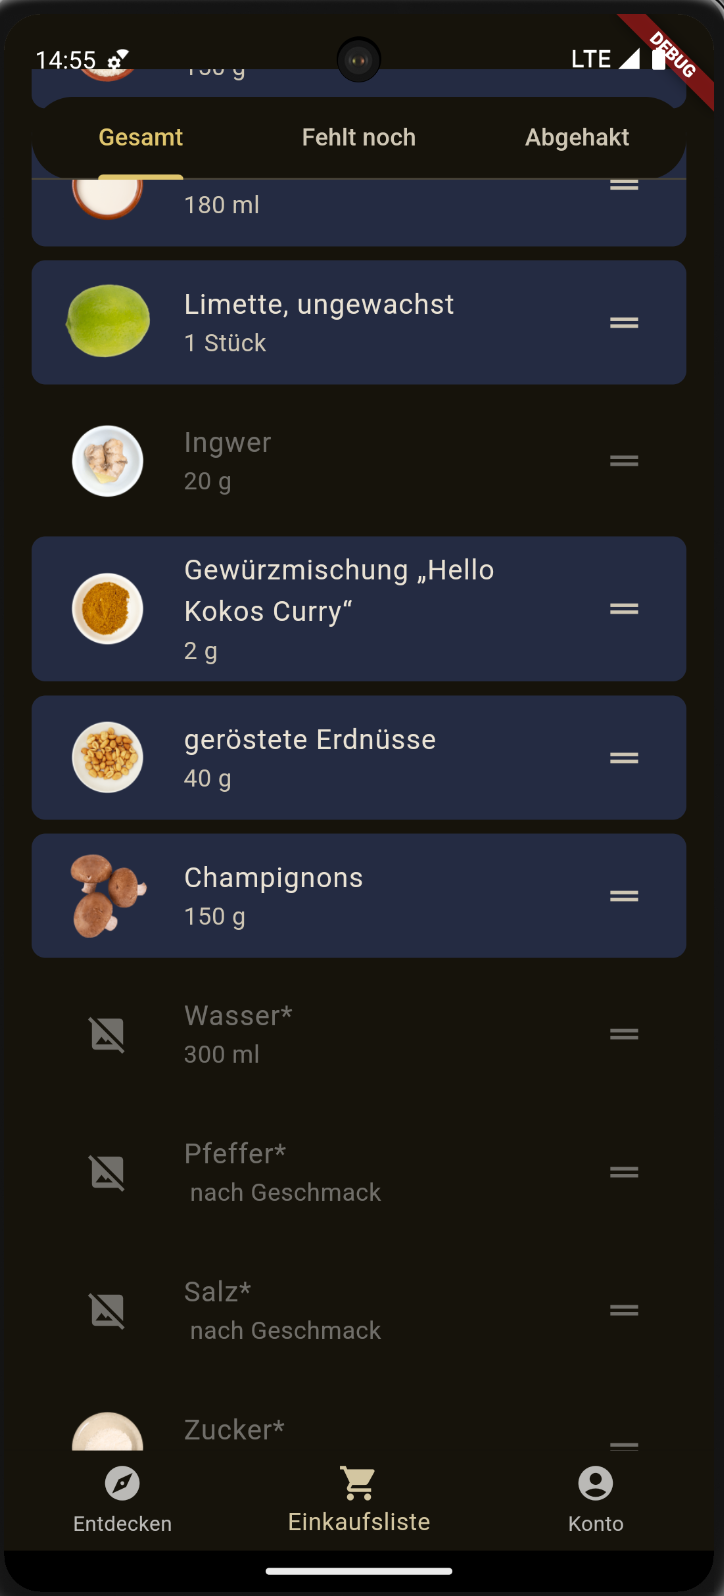 14:55
LTE
DEBUG
150 g
Gesamt
Fehlt noch
Abgehakt
180 ml
Limette, ungewachst
1 Stück
Ingwer
20 g
Gewürzmischung „Hello
Kokos Curry“
2 g
geröstete Erdnüsse
40 g
Champignons
150 g
Wasser*
300 ml
Pfeffer*
nach Geschmack
Salz*
nach Geschmack
Zucker*
Entdecken
Einkaufsliste
Konto